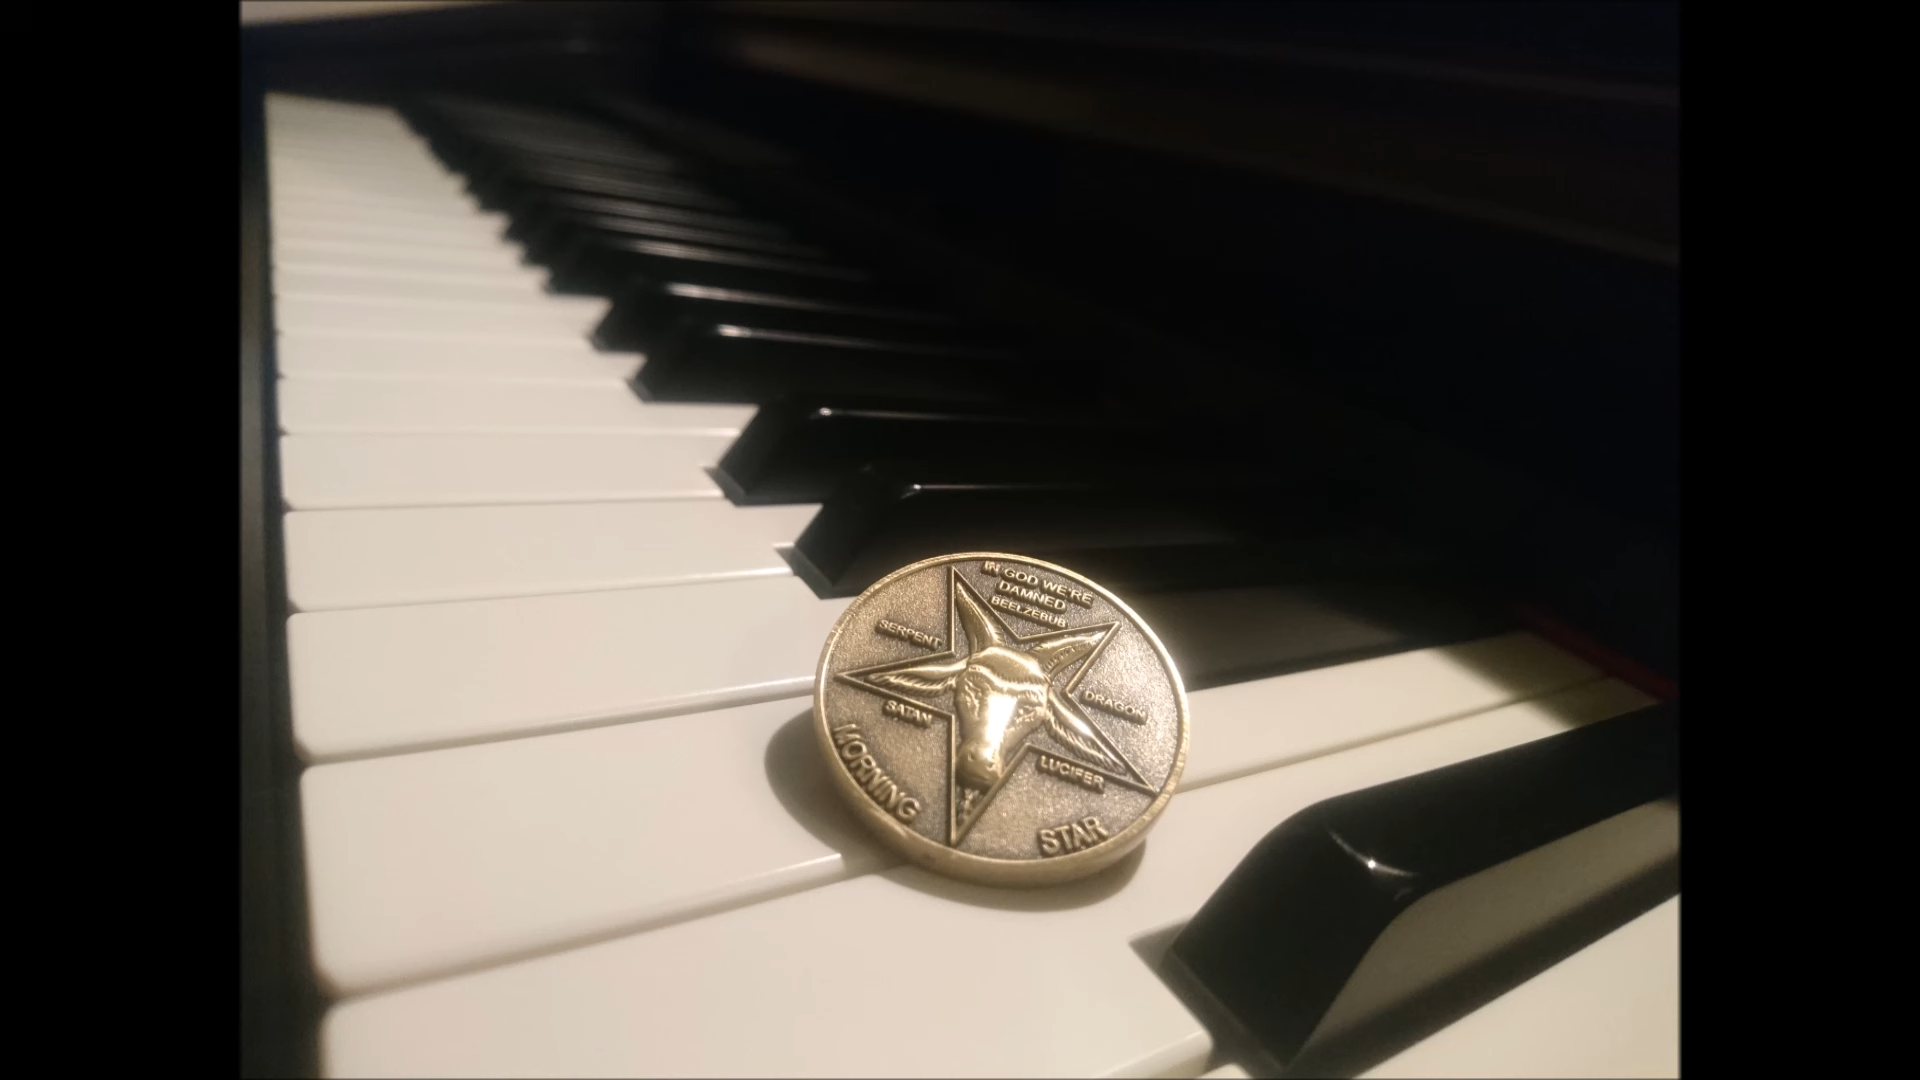 IN GOD WE'RE
DAMNED
BEELZEBUB
SERPENT
DRAGON
SATAN
LUCIFER
MORNING
STAR